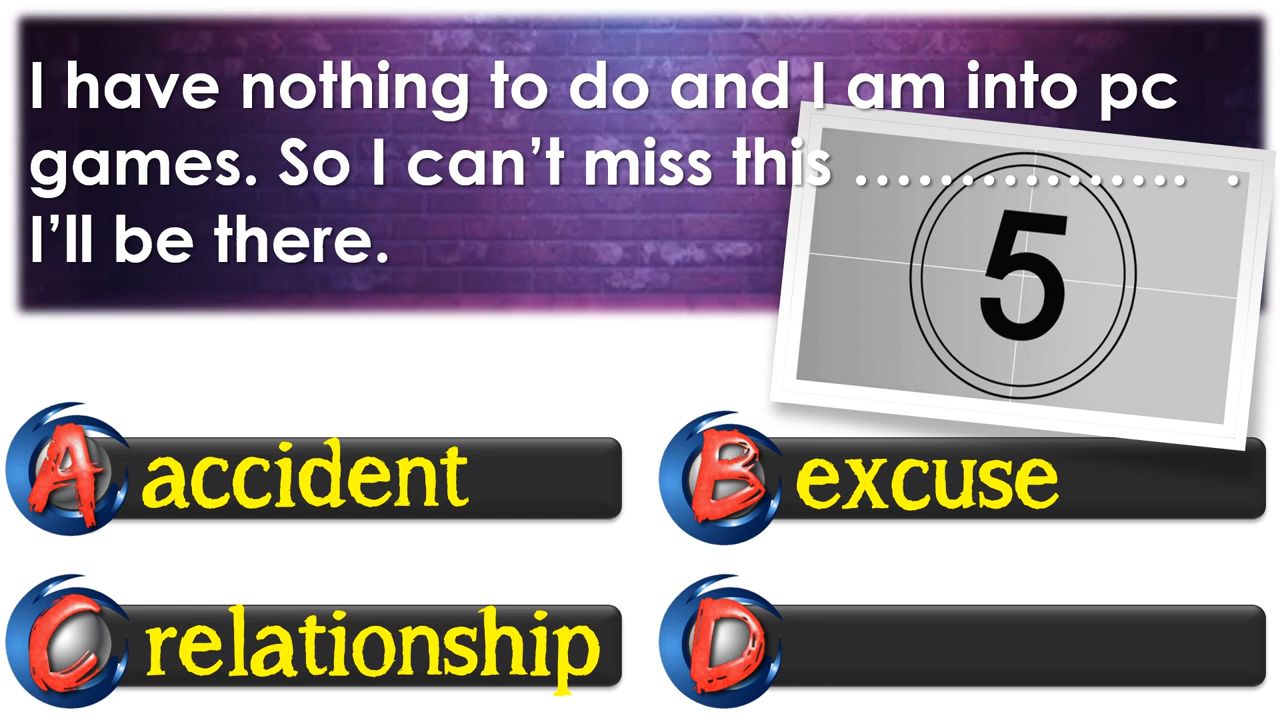 I have nothing to do and I am into pc
games. So I can’t miss this ................ .
I’ll be there.
5
A accident
B excuse
C relationship
D